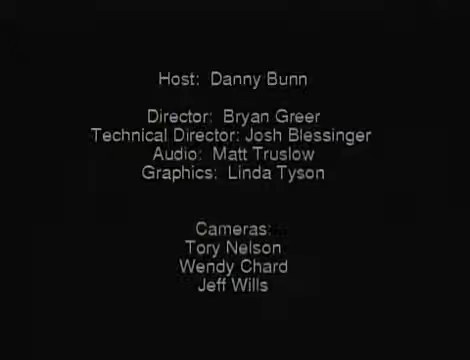 Host:  Danny Bunn
Director:  Bryan Greer
Technical Director: Josh Blessinger
Audio:  Matt Truslow
Graphics:  Linda Tyson
Cameras:
Tory Nelson
Wendy Chard
Jeff Wills